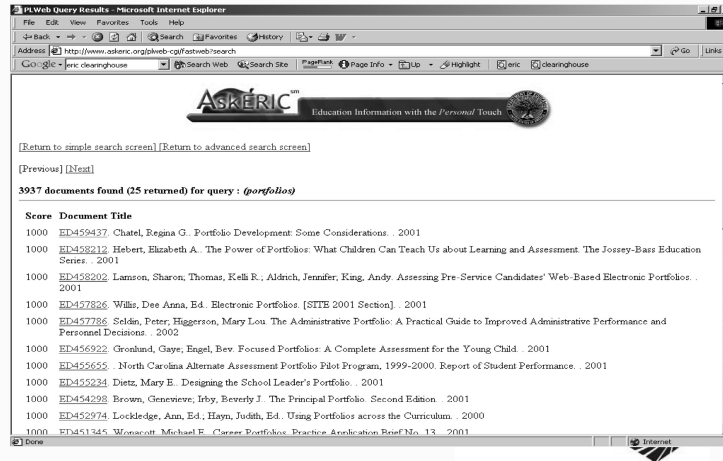 PLWeb Query Results - Microsoft Internet Explorer
File Edit View Favorites Tools Help
Back Search Favorites History
Address http://www.askeric.org/plweb-cgi/fastweb?search Go Links
Google eric clearinghouse Search Web Search Site PageRank Page Info Up Highlight eric clearinghouse
AskERIC SM
Education Information with the Personal Touch
[Return to simple search screen] [Return to advanced search screen]
[Previous] [Next]
3937 documents found (25 returned) for query : (portfolios)
Score Document Title
1000 ED459437. Chatel, Regina G.. Portfolio Development: Some Considerations. . 2001
1000 ED458212. Hebert, Elizabeth A.. The Power of Portfolios: What Children Can Teach Us about Learning and Assessment. The Jossey-Bass Education
Series. . 2001
1000 ED458202. Lamson, Sharon; Thomas, Kelli R.; Aldrich, Jennifer; King, Andy. Assessing Pre-Service Candidates' Web-Based Electronic Portfolios. .
2001
1000 ED457826. Willis, Dee Anna, Ed.. Electronic Portfolios. [SITE 2001 Section]. . 2001
1000 ED457786. Seldin, Peter; Higgerson, Mary Lou. The Administrative Portfolio: A Practical Guide to Improved Administrative Performance and
Personnel Decisions. . 2002
1000 ED456922. Gronlund, Gaye; Engel, Bev. Focused Portfolios: A Complete Assessment for the Young Child. . 2001
1000 ED455655. . North Carolina Alternate Assessment Portfolio Pilot Program, 1999-2000. Report of Student Performance. . 2001
1000 ED455234. Dietz, Mary E.. Designing the School Leader's Portfolio. . 2001
1000 ED454298. Brown, Genevieve; Irby, Beverly J.. The Principal Portfolio. Second Edition. . 2001
1000 ED452974. Lockledge, Ann, Ed.; Hayn, Judith, Ed.. Using Portfolios across the Curriculum. . 2000
1000 ED451345. Wonacott, Michael E.. Career Portfolios. Practice Application Brief No. 13. . 2001
Done Internet